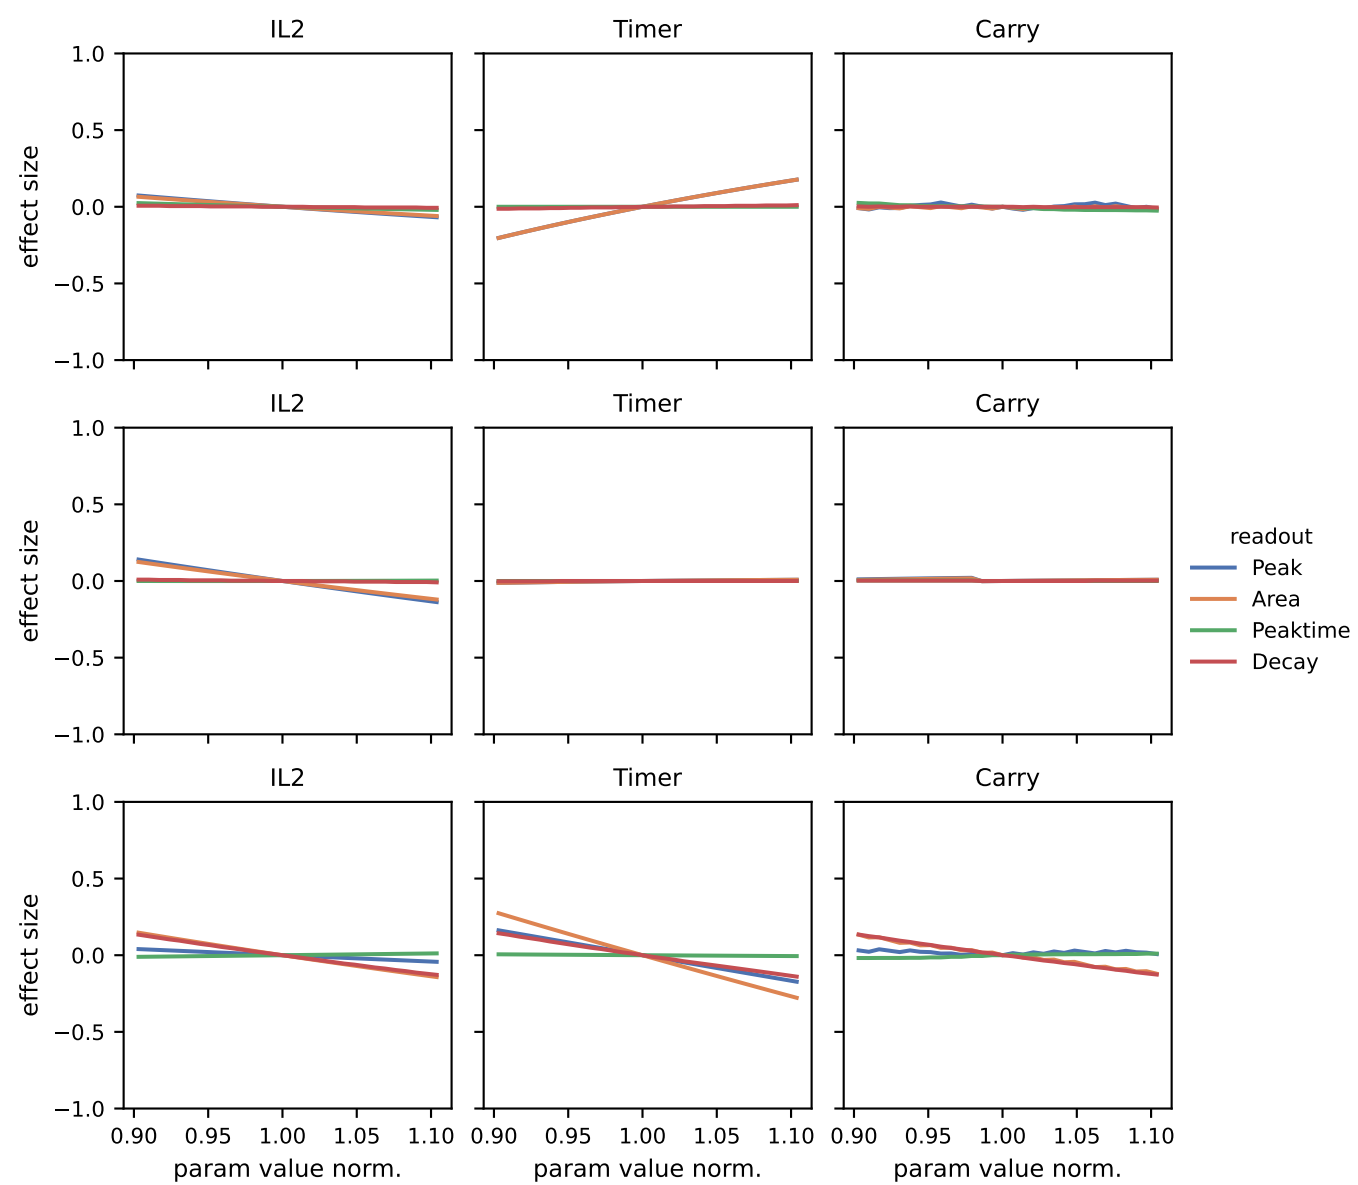 IL2 Timer Carry
1.0
0.5
0.0
−0.5
−1.0
effect size
IL2 Timer Carry
1.0
0.5
0.0
−0.5
−1.0
effect size
readout
Peak
Area
Peaktime
Decay
IL2 Timer Carry
1.0
0.5
0.0
−0.5
−1.0
effect size
0.90 0.95 1.00 1.05 1.10 0.90 0.95 1.00 1.05 1.10 0.90 0.95 1.00 1.05 1.10
param value norm. param value norm. param value norm.